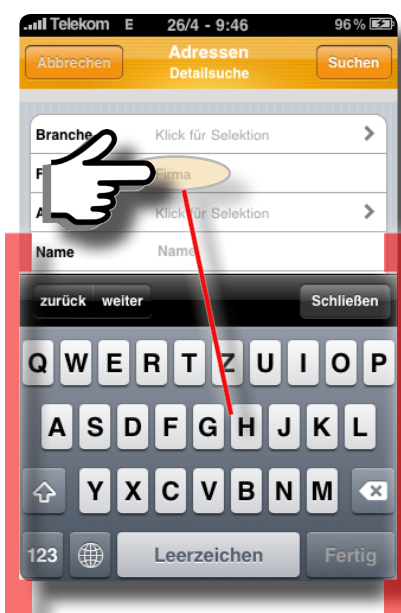 Telekom E 26/4 - 9:46 96%
Abbrechen Adressen Detailsuche Suchen
Branche Klick für Selektion
F Firma
A Klick für Selektion
Name Name
zurück weiter Schließen
Q W E R T Z U I O P
A S D F G H J K L
Y X C V B N M
123 Leerzeichen Fertig